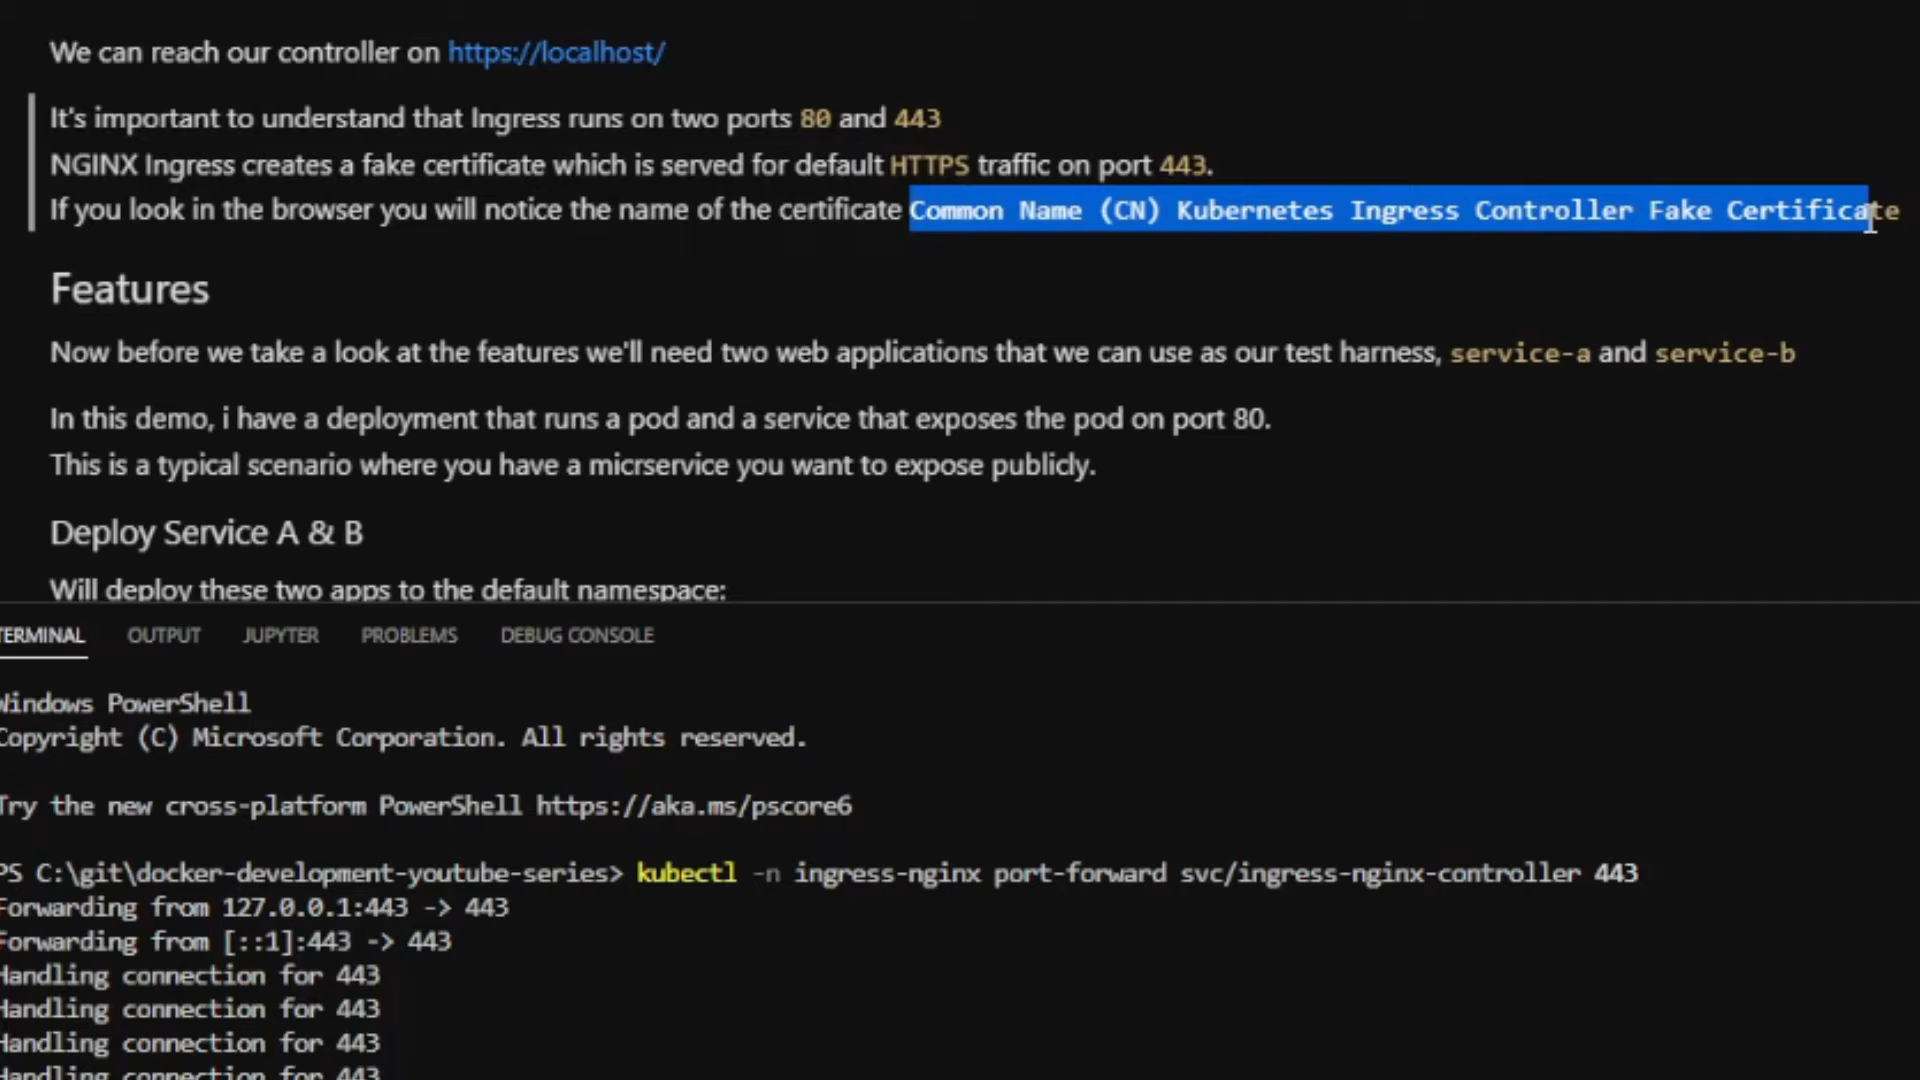 We can reach our controller on https://localhost/
It's important to understand that Ingress runs on two ports 80 and 443
NGINX Ingress creates a fake certificate which is served for default HTTPS traffic on port 443.
If you look in the browser you will notice the name of the certificate Common Name (CN) Kubernetes Ingress Controller Fake Certificate
Features
Now before we take a look at the features we'll need two web applications that we can use as our test harness, service-a and service-b
In this demo, i have a deployment that runs a pod and a service that exposes the pod on port 80.
This is a typical scenario where you have a micrservice you want to expose publicly.
Deploy Service A & B
Will deploy these two apps to the default namespace:
TERMINAL OUTPUT JUPYTER PROBLEMS DEBUG CONSOLE
Windows PowerShell
Copyright (C) Microsoft Corporation. All rights reserved.
Try the new cross-platform PowerShell https://aka.ms/pscore6
PS C:\git\docker-development-youtube-series> kubectl -n ingress-nginx port-forward svc/ingress-nginx-controller 443
Forwarding from 127.0.0.1:443 -> 443
Forwarding from [::1]:443 -> 443
Handling connection for 443
Handling connection for 443
Handling connection for 443
Handling connection for 443